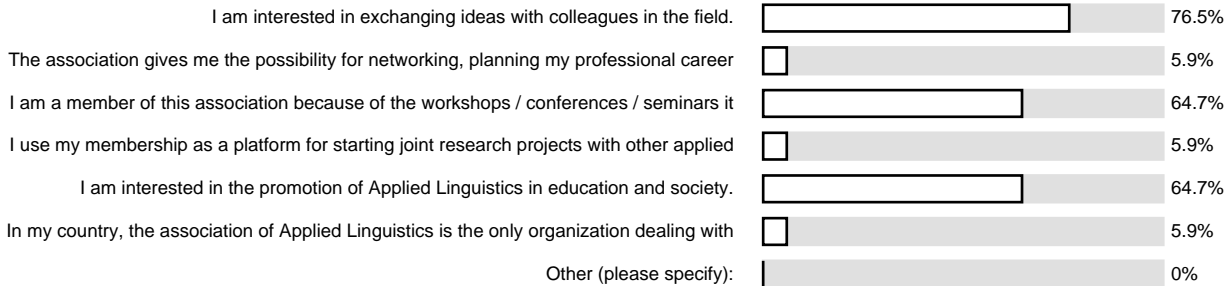 I am interested in exchanging ideas with colleagues in the field. 76.5%
The association gives me the possibility for networking, planning my professional career 5.9%
I am a member of this association because of the workshops / conferences / seminars it 64.7%
I use my membership as a platform for starting joint research projects with other applied 5.9%
I am interested in the promotion of Applied Linguistics in education and society. 64.7%
In my country, the association of Applied Linguistics is the only organization dealing with 5.9%
Other (please specify): 0%